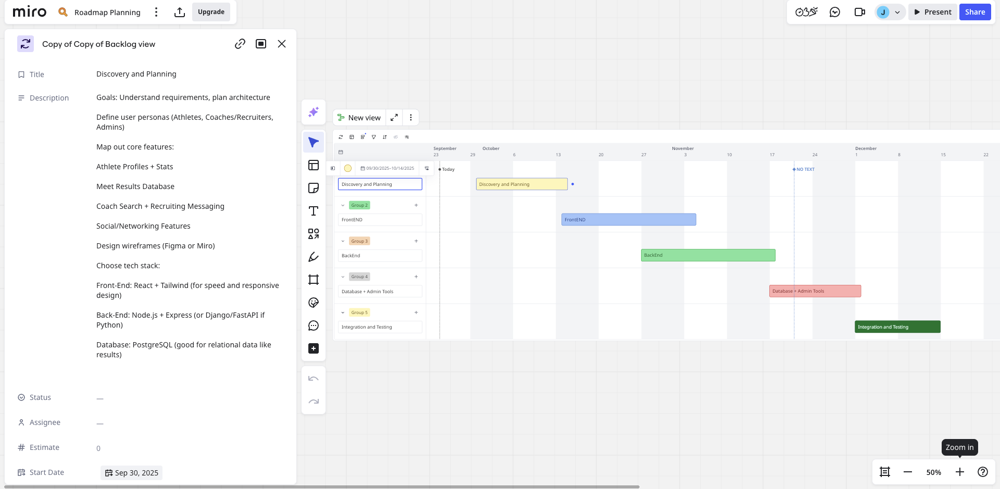 miro
Roadmap Planning
Upgrade
J
Present
Share
Copy of Copy of Backlog view
Title
Discovery and Planning
Description
Goals: Understand requirements, plan architecture
Define user personas (Athletes, Coaches/Recruiters,
Admins)
Map out core features:
Athlete Profiles + Stats
Meet Results Database
Coach Search + Recruiting Messaging
Social/Networking Features
Design wireframes (Figma or Miro)
Choose tech stack:
Front-End: React + Tailwind (for speed and responsive
design)
Back-End: Node.js + Express (or Django/FastAPI if
Python)
Database: PostgreSQL (good for relational data like
results)
Status
—
Assignee
—
Estimate
0
Start Date
Sep 30, 2025
New view
September
October
November
December
23
29
6
13
20
27
3
10
17
24
1
8
15
22
09/30/2025–10/14/2025
Today
NO TEXT
Discovery and Planning
Discovery and Planning
Group 2
FrontEND
FrontEND
Group 3
BackEnd
BackEnd
Group 4
Database + Admin Tools
Database + Admin Tools
Group 5
Integration and Testing
Integration and Testing
Zoom in
50%